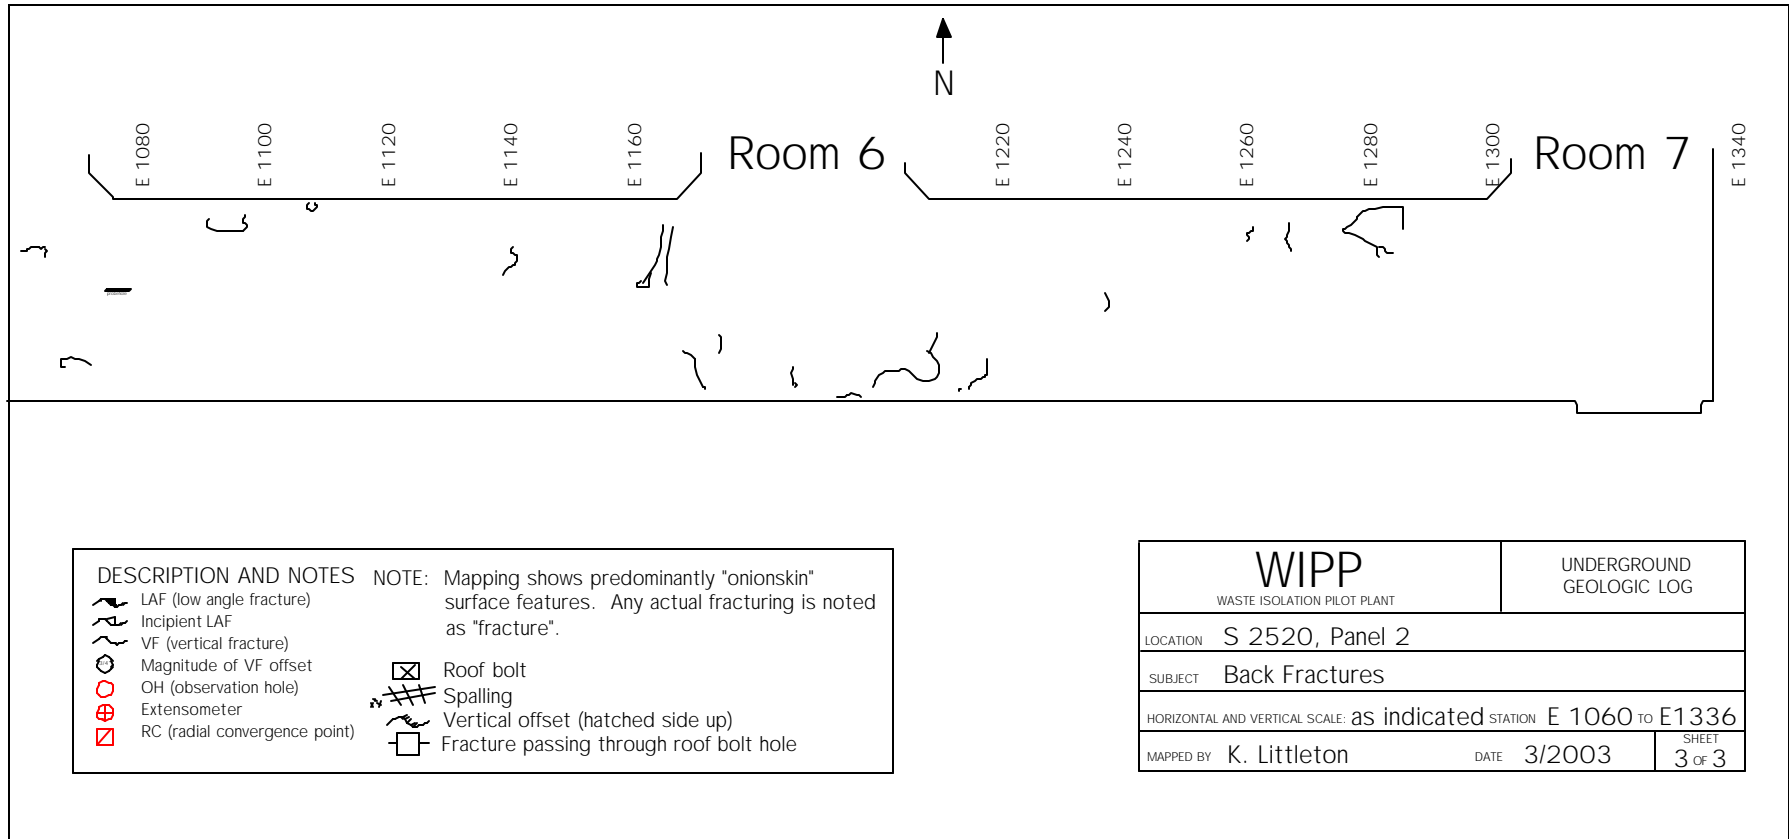 N
E 1080
E 1100
E 1120
E 1140
E 1160
Room 6
E 1220
E 1240
E 1260
E 1280
E 1300
Room 7
E 1340
DESCRIPTION AND NOTES
LAF (low angle fracture)
Incipient LAF
VF (vertical fracture)
Magnitude of VF offset
OH (observation hole)
Extensometer
RC (radial convergence point)
NOTE: Mapping shows predominantly "onionskin"
surface features. Any actual fracturing is noted
as "fracture".
Roof bolt
Spalling
Vertical offset (hatched side up)
Fracture passing through roof bolt hole
WIPP
WASTE ISOLATION PILOT PLANT
UNDERGROUND
GEOLOGIC LOG
LOCATION S 2520, Panel 2
SUBJECT Back Fractures
HORIZONTAL AND VERTICAL SCALE: as indicated STATION E 1060 TO E1336
MAPPED BY K. Littleton DATE 3/2003
SHEET
3 OF 3